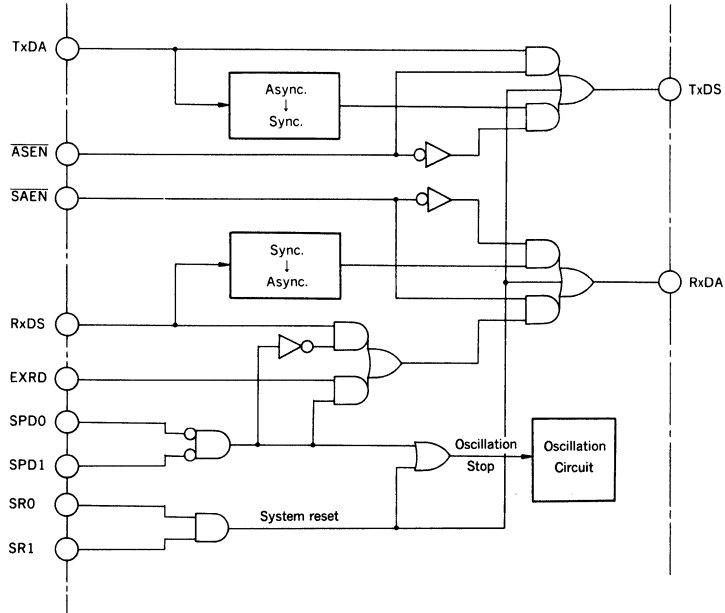 TxDA
Async.
↓
Sync.
TxDS
ASEN
SAEN
Sync.
↓
Async.
RxDA
RxDS
EXRD
SPD0
SPD1
Oscillation
Stop
Oscillation
Circuit
SR0
System reset
SR1